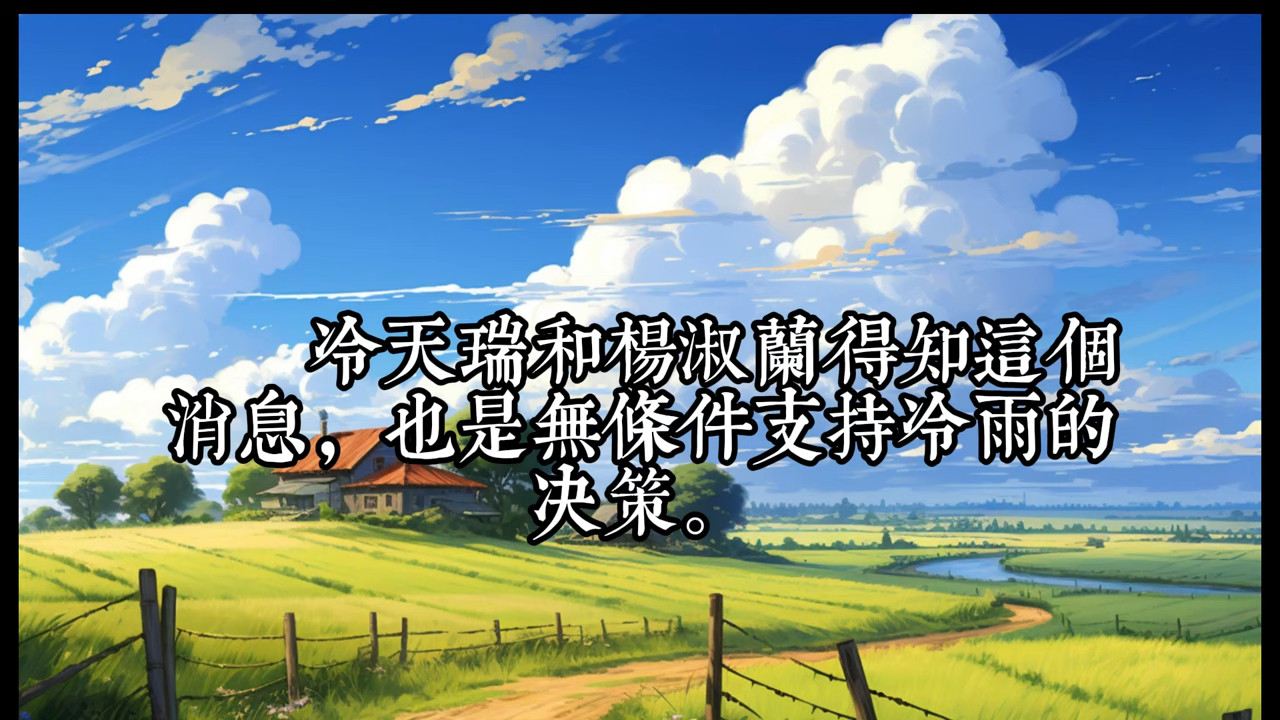 冷天瑞和楊淑蘭得知這個
消息，也是無條件支持冷雨的
决策。